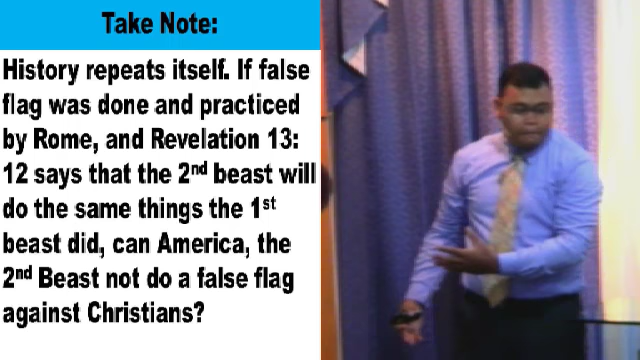 Take Note:
History repeats itself. If false
flag was done and practiced
by Rome, and Revelation 13:
12 says that the 2nd beast will
do the same things the 1st
beast did, can America, the
2nd Beast not do a false flag
against Christians?